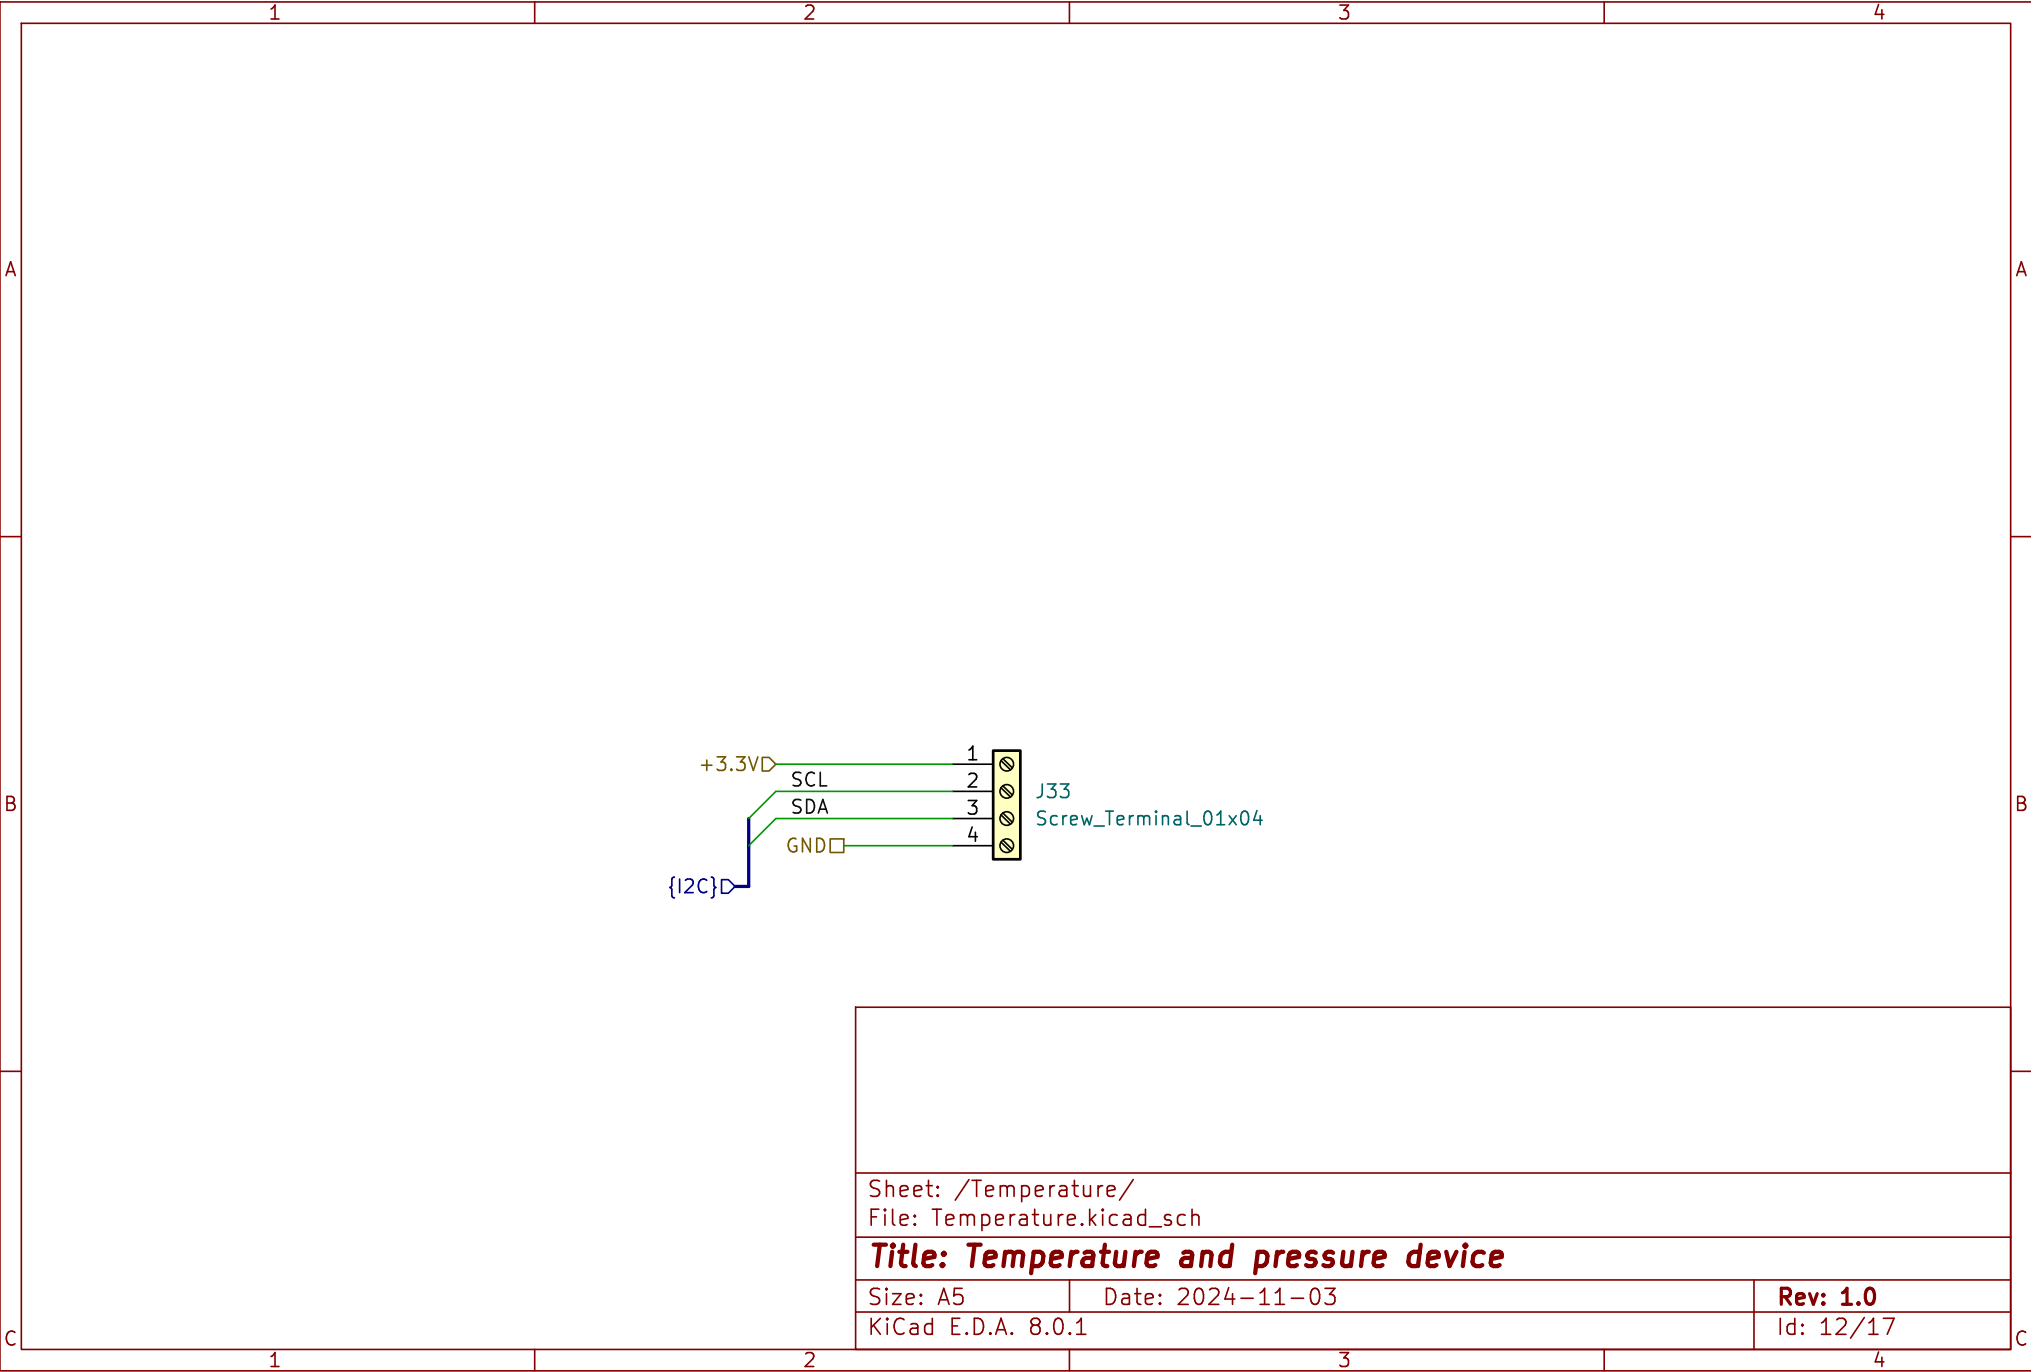 1 2 3 4
A A
1
+3.3V
SCL 2
J33
SDA 3
Screw_Terminal_01x04
B B
4
GND
{I2C}
Sheet: /Temperature/
File: Temperature.kicad_sch
Title: Temperature and pressure device
Size: A5 Date: 2024-11-03 Rev: 1.0
KiCad E.D.A. 8.0.1 Id: 12/17
C C
1 2 3 4